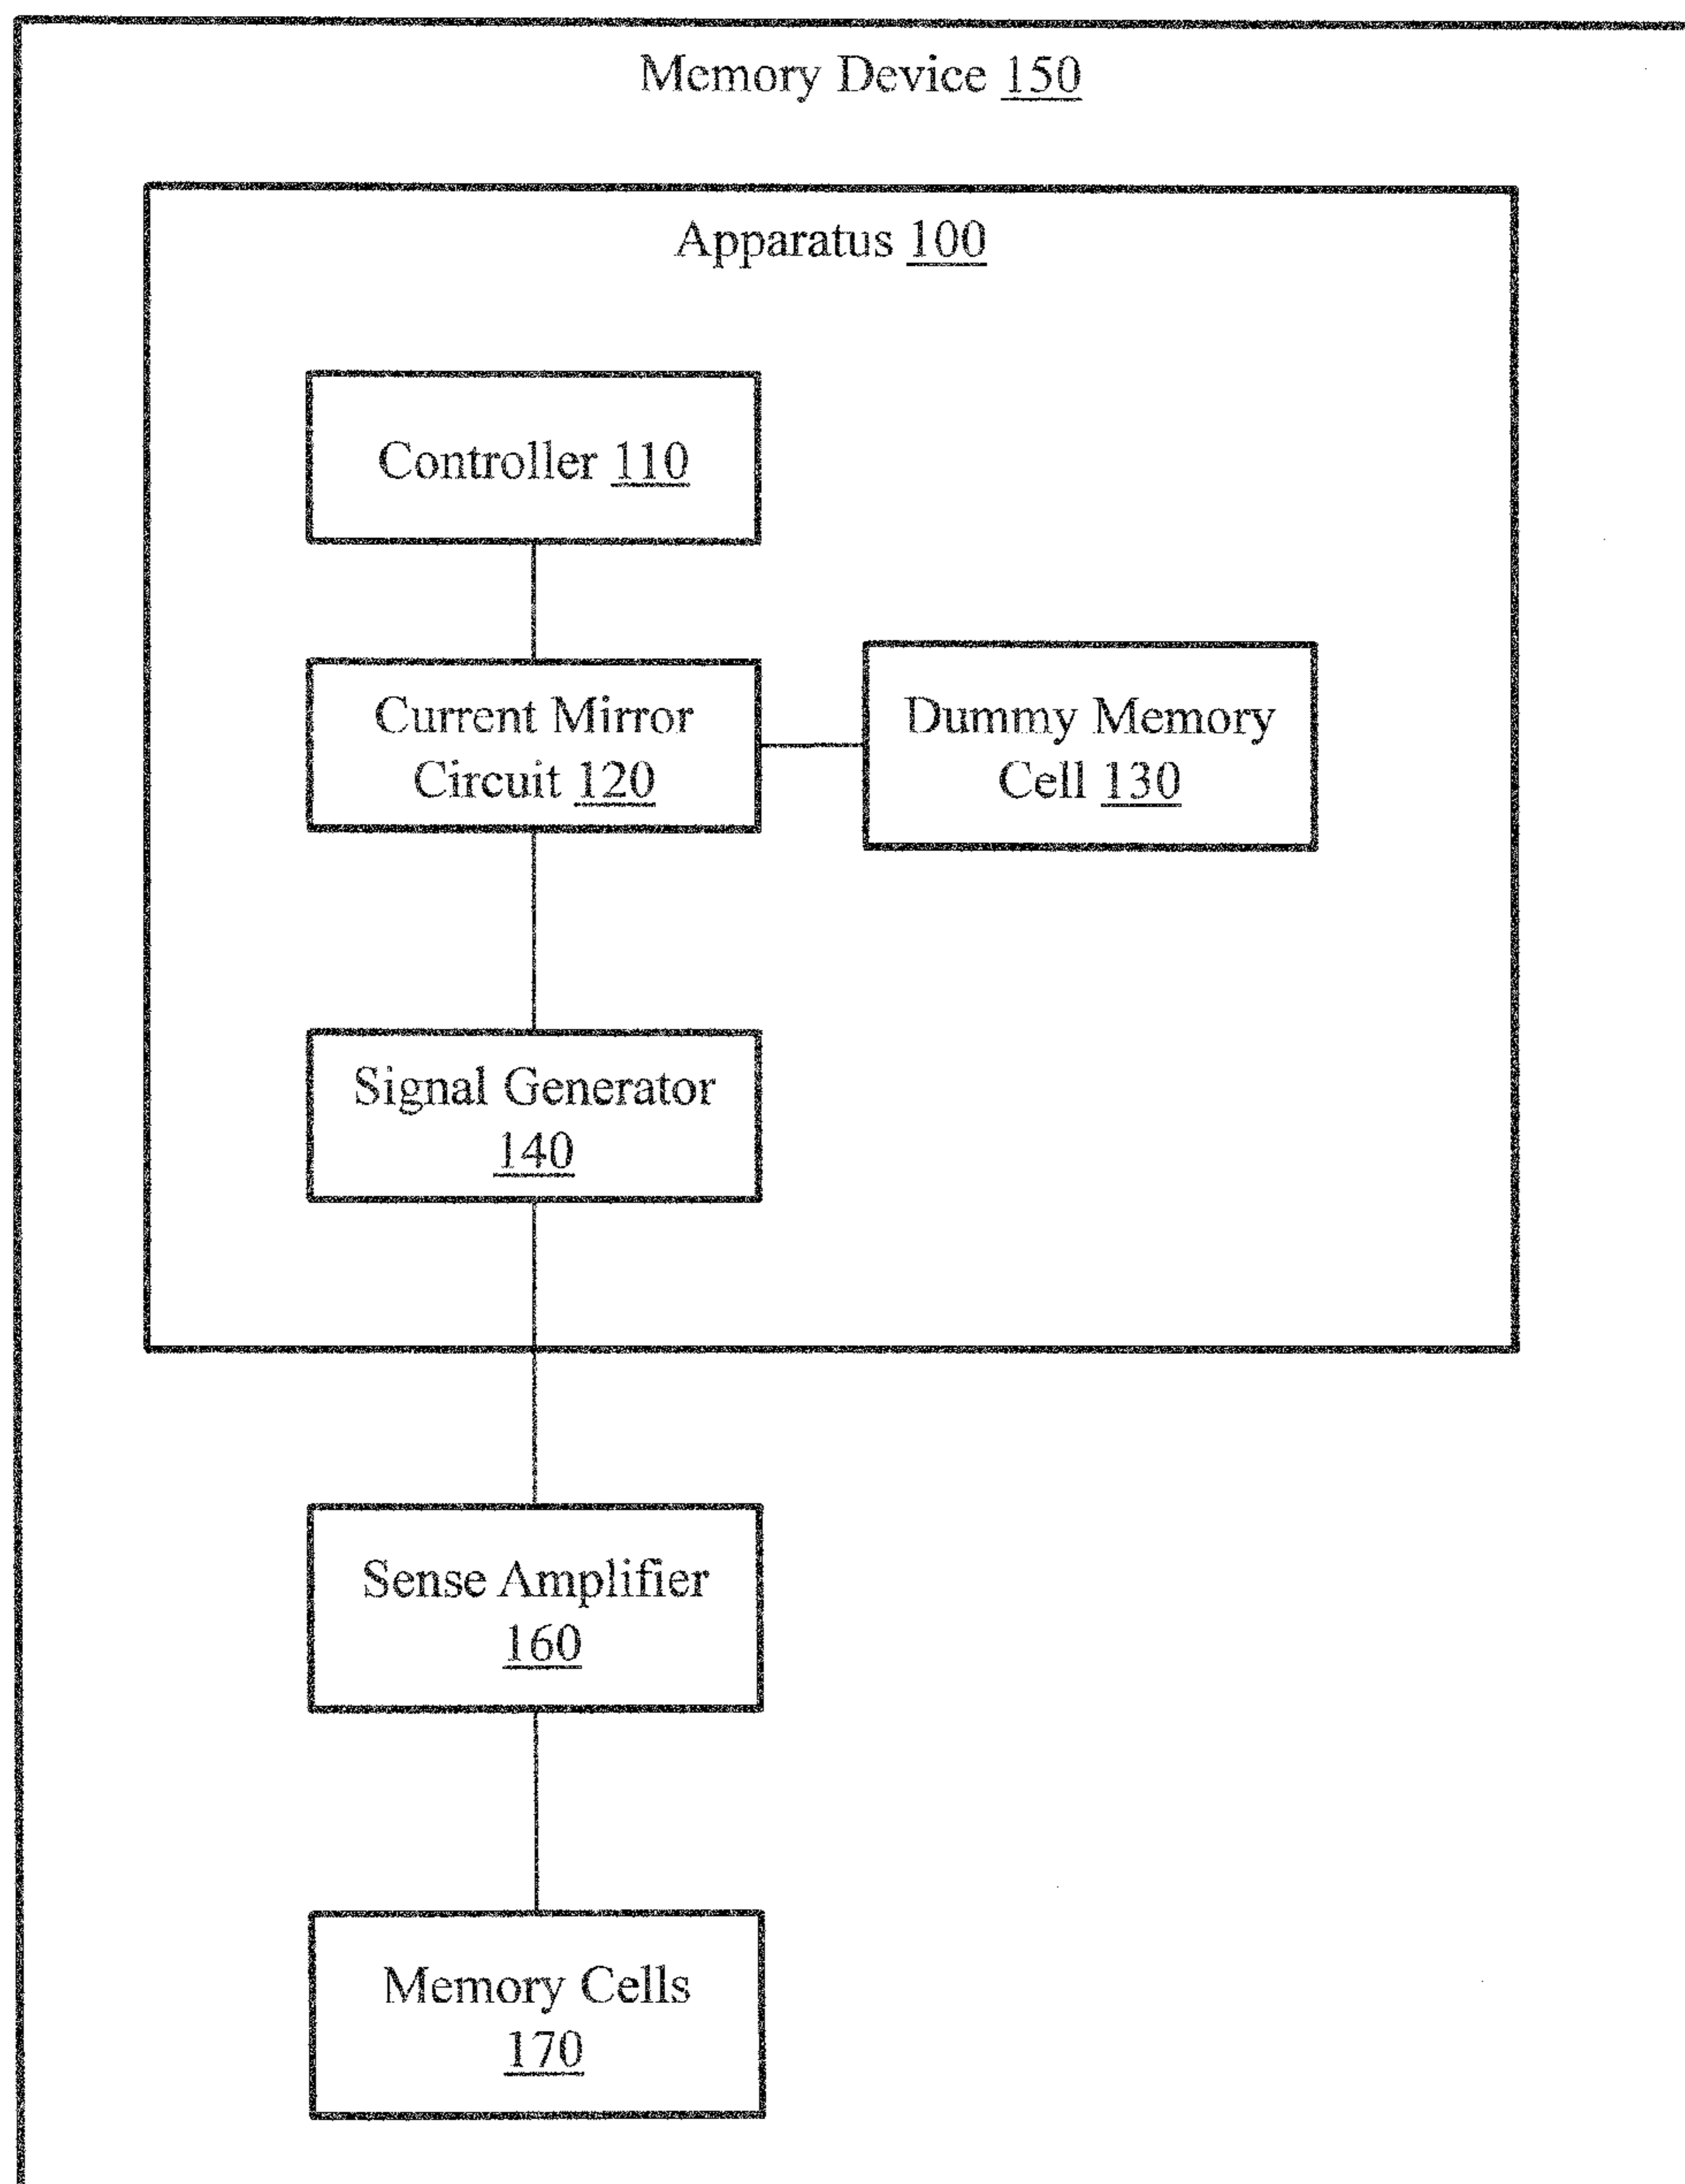 Memory Device 150
Apparatus 100
Controller 110
Current Mirror
Circuit 120
Dummy Memory
Cell 130
Signal Generator
140
Sense Amplifier
160
Memory Cells
170